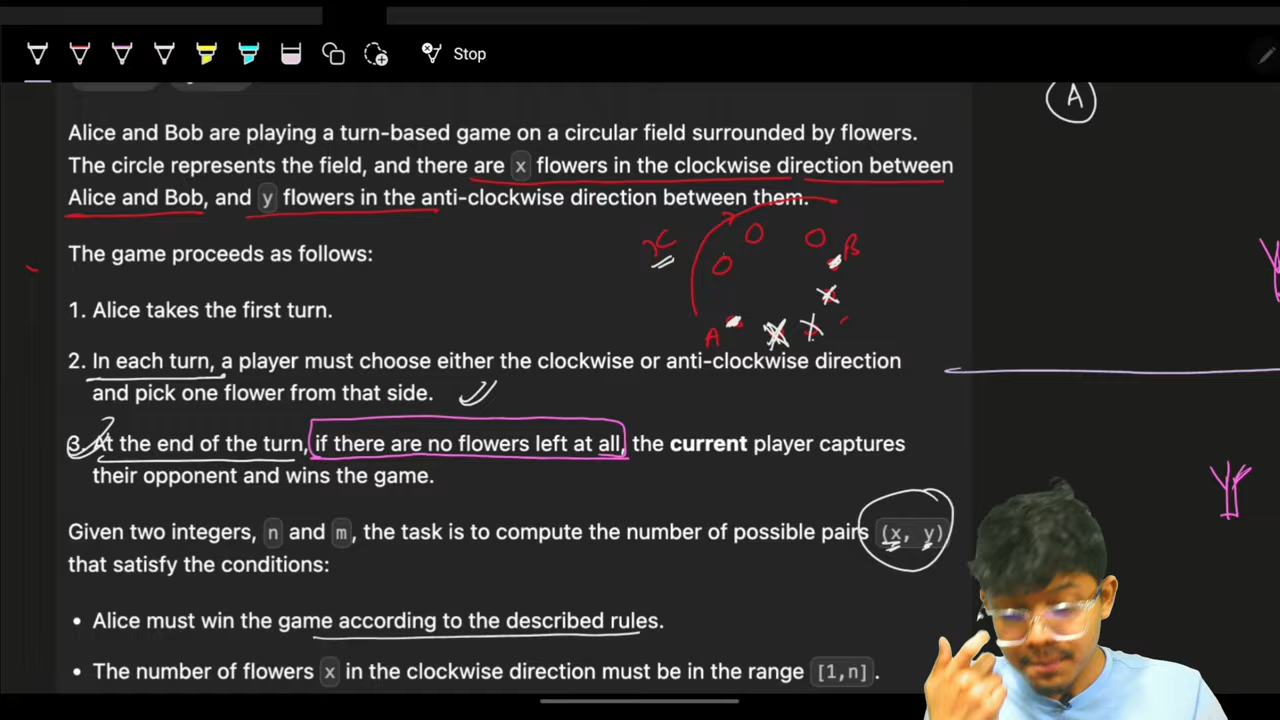 Stop
A
Alice and Bob are playing a turn-based game on a circular field surrounded by flowers.
The circle represents the field, and there are x flowers in the clockwise direction between
Alice and Bob, and y flowers in the anti-clockwise direction between them.
The game proceeds as follows:
x
B
1. Alice takes the first turn.
A
2. In each turn, a player must choose either the clockwise or anti-clockwise direction
and pick one flower from that side.
3. At the end of the turn, if there are no flowers left at all, the current player captures
their opponent and wins the game.
Given two integers, n and m, the task is to compute the number of possible pairs (x, y)
that satisfy the conditions:
• Alice must win the game according to the described rules.
• The number of flowers x in the clockwise direction must be in the range [1,n].